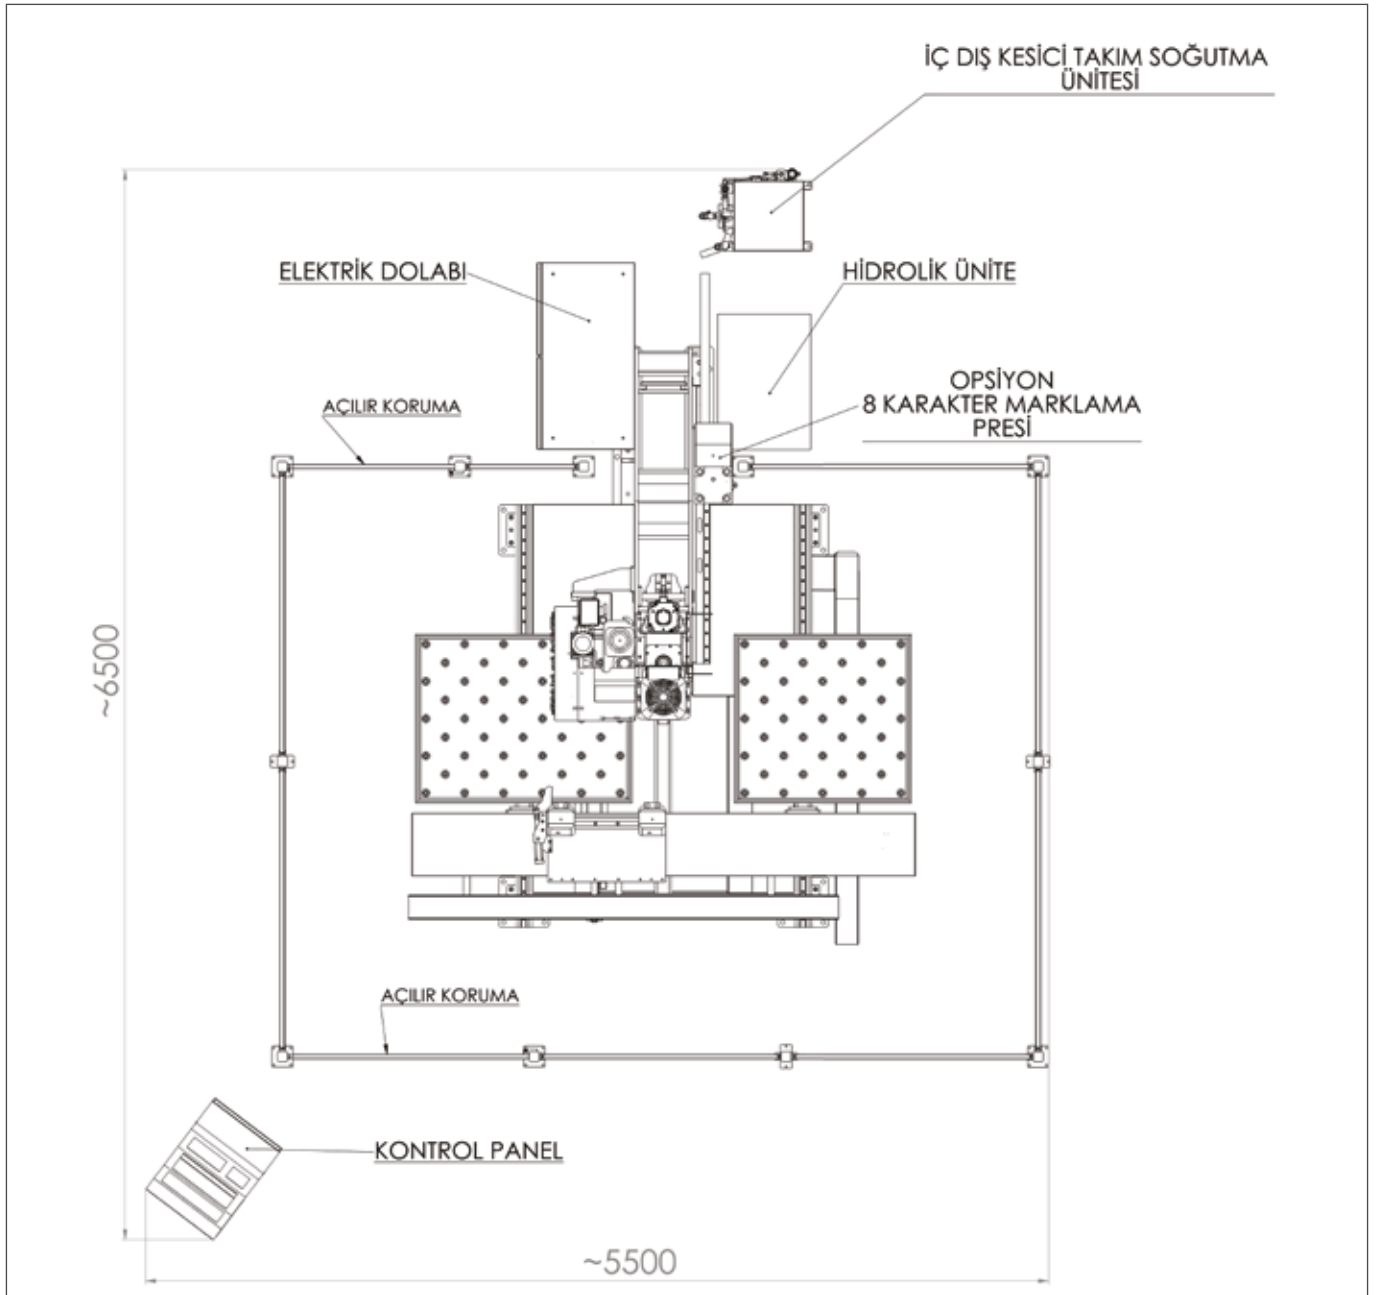 İÇ DIŞ KESİCİ TAKIM SOĞUTMA
ÜNİTESİ
ELEKTRİK DOLABI
HİDROLİK ÜNİTE
OPSİYON
8 KARAKTER MARKLAMA
PRESİ
AÇILIR KORUMA
~6500
AÇILIR KORUMA
KONTROL PANEL
~5500